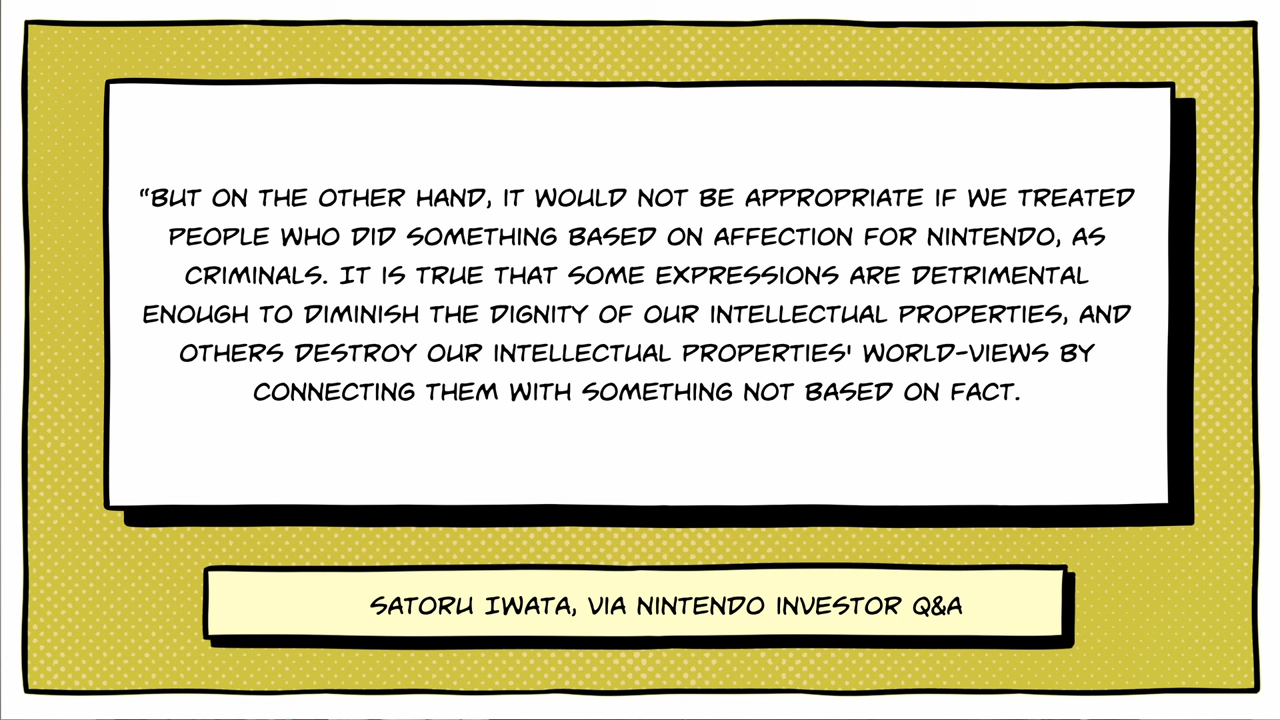 “BUT ON THE OTHER HAND, IT WOULD NOT BE APPROPRIATE IF WE TREATED
PEOPLE WHO DID SOMETHING BASED ON AFFECTION FOR NINTENDO, AS
CRIMINALS. IT IS TRUE THAT SOME EXPRESSIONS ARE DETRIMENTAL
ENOUGH TO DIMINISH THE DIGNITY OF OUR INTELLECTUAL PROPERTIES, AND
OTHERS DESTROY OUR INTELLECTUAL PROPERTIES' WORLD-VIEWS BY
CONNECTING THEM WITH SOMETHING NOT BASED ON FACT.
SATORU IWATA, VIA NINTENDO INVESTOR Q&A